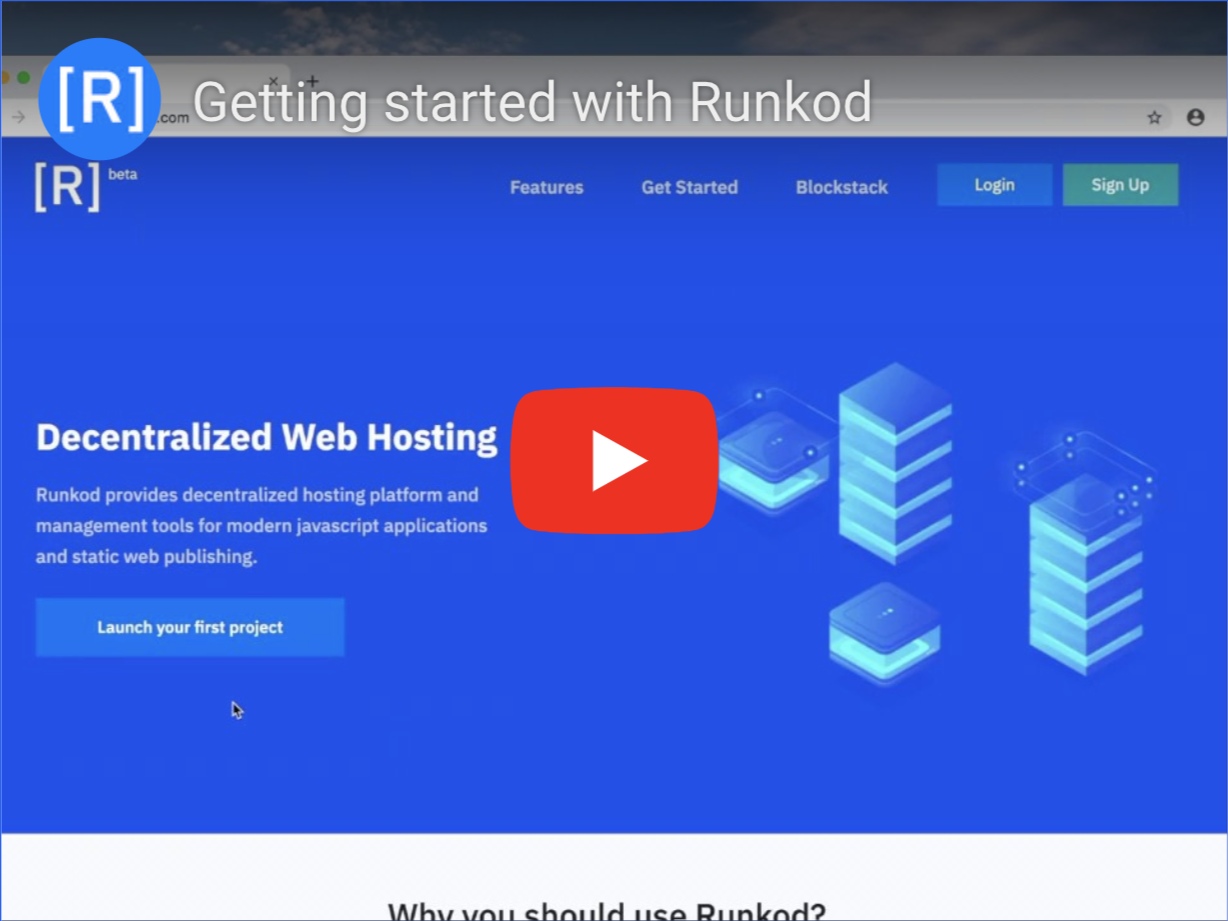 [R] Getting started with Runkod
.com
[R] beta
Features Get Started Blockstack Login Sign Up
Decentralized Web Hosting
Runkod provides decentralized hosting platform and
management tools for modern javascript applications
and static web publishing.
Launch your first project
Why you should use Runkod?